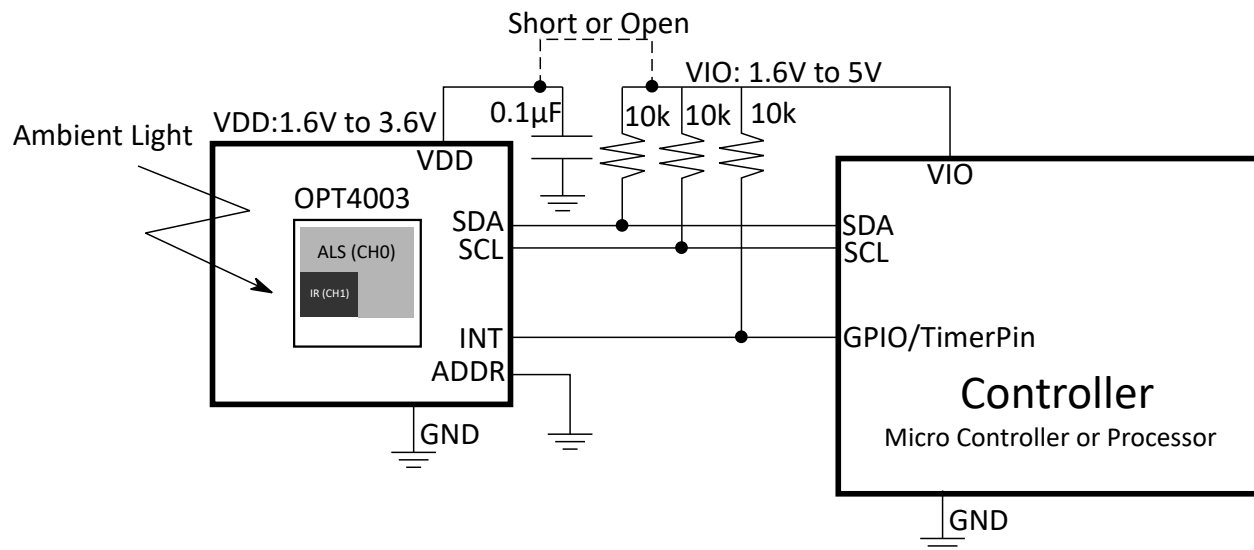 Short or Open
VIO: 1.6V to 5V
0.1µF
10k
10k
10k
VDD:1.6V to 3.6V
Ambient Light
VDD
VIO
OPT4003
SDA
SDA
ALS (CH0)
SCL
SCL
IR (CH1)
INT
GPIO/TimerPin
ADDR
Controller
Micro Controller or Processor
GND
GND